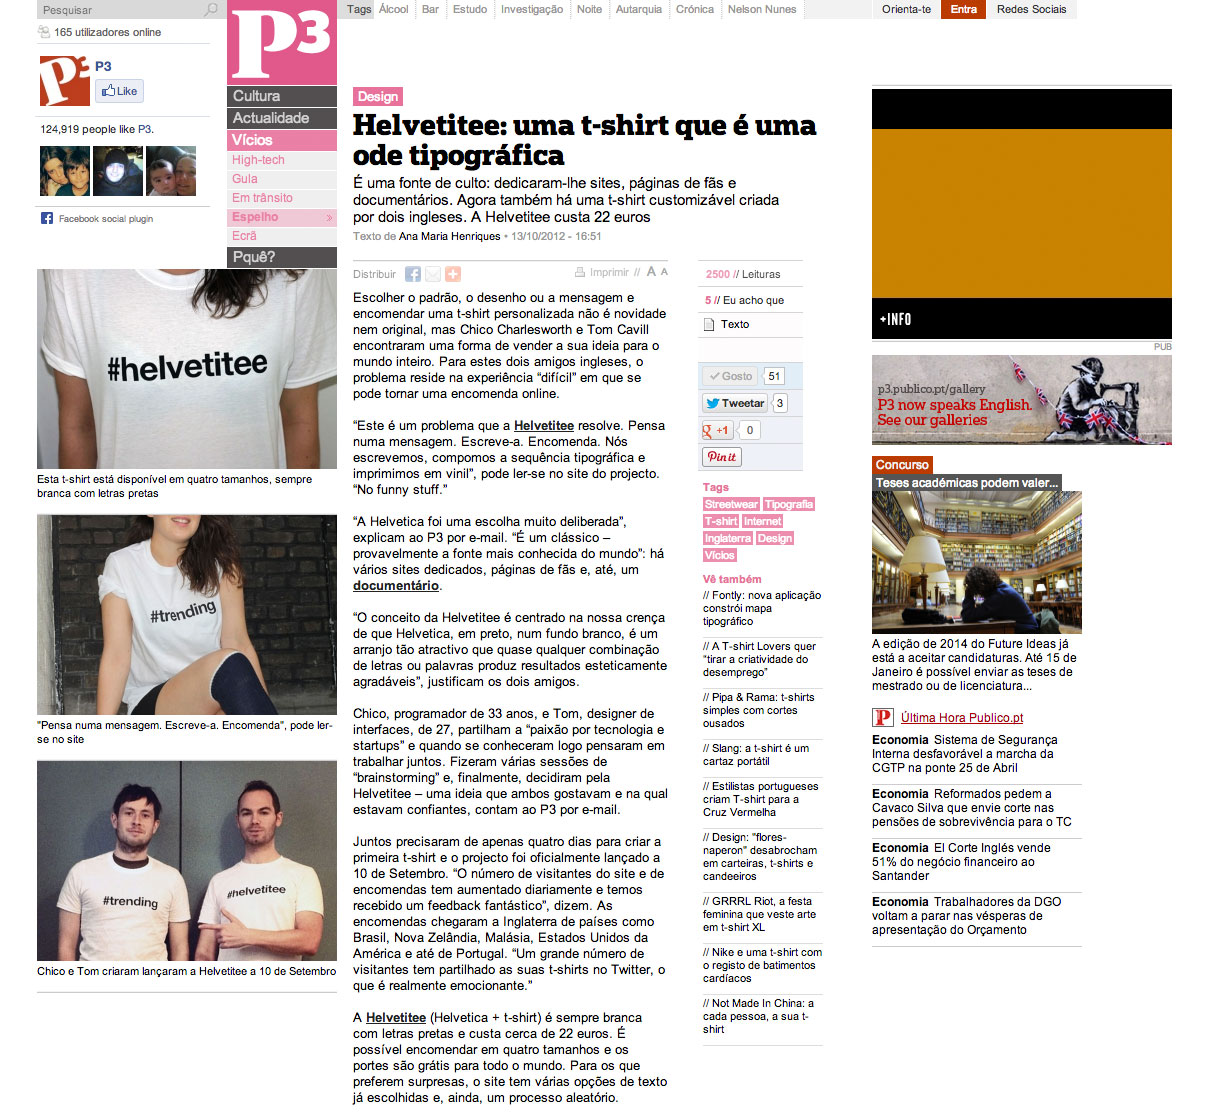 Pesquisar
165 utilizadores online
P3
P3
Like
124,919 people like P3.
Facebook social plugin
P3
Cultura
Actualidade
Vícios
High-tech
Gula
Em trânsito
Espelho »
Ecrã
Pquê?
Tags Álcool Bar Estudo Investigação Noite Autarquia Crónica Nelson Nunes
Orienta-te Entra Redes Sociais
#helvetitee
Esta t-shirt está disponível em quatro tamanhos, sempre
branca com letras pretas
#trending
"Pensa numa mensagem. Escreve-a. Encomenda", pode ler-
se no site
#trending
#helvetitee
Chico e Tom criaram lançaram a Helvetitee a 10 de Setembro
Design
Helvetitee: uma t-shirt que é uma
ode tipográfica
É uma fonte de culto: dedicaram-lhe sites, páginas de fãs e
documentários. Agora também há uma t-shirt customizável criada
por dois ingleses. A Helvetitee custa 22 euros
Texto de Ana Maria Henriques • 13/10/2012 - 16:51
Distribuir
Imprimir // A A
Escolher o padrão, o desenho ou a mensagem e
encomendar uma t-shirt personalizada não é novidade
nem original, mas Chico Charlesworth e Tom Cavill
encontraram uma forma de vender a sua ideia para o
mundo inteiro. Para estes dois amigos ingleses, o
problema reside na experiência “difícil” em que se
pode tornar uma encomenda online.
“Este é um problema que a Helvetitee resolve. Pensa
numa mensagem. Escreve-a. Encomenda. Nós
escrevemos, compomos a sequência tipográfica e
imprimimos em vinil”, pode ler-se no site do projecto.
“No funny stuff.”
“A Helvetica foi uma escolha muito deliberada”,
explicam ao P3 por e-mail. “É um clássico –
provavelmente a fonte mais conhecida do mundo”: há
vários sites dedicados, páginas de fãs e, até, um
documentário.
“O conceito da Helvetitee é centrado na nossa crença
de que Helvetica, em preto, num fundo branco, é um
arranjo tão atractivo que quase qualquer combinação
de letras ou palavras produz resultados esteticamente
agradáveis”, justificam os dois amigos.
Chico, programador de 33 anos, e Tom, designer de
interfaces, de 27, partilham a “paixão por tecnologia e
startups” e quando se conheceram logo pensaram em
trabalhar juntos. Fizeram várias sessões de
“brainstorming” e, finalmente, decidiram pela
Helvetitee – uma ideia que ambos gostavam e na qual
estavam confiantes, contam ao P3 por e-mail.
Juntos precisaram de apenas quatro dias para criar a
primeira t-shirt e o projecto foi oficialmente lançado a
10 de Setembro. “O número de visitantes do site e de
encomendas tem aumentado diariamente e temos
recebido um feedback fantástico”, dizem. As
encomendas chegaram a Inglaterra de países como
Brasil, Nova Zelândia, Malásia, Estados Unidos da
América e até de Portugal. “Um grande número de
visitantes tem partilhado as suas t-shirts no Twitter, o
que é realmente emocionante.”
A Helvetitee (Helvetica + t-shirt) é sempre branca
com letras pretas e custa cerca de 22 euros. É
possível encomendar em quatro tamanhos e os
portes são grátis para todo o mundo. Para os que
preferem surpresas, o site tem várias opções de texto
já escolhidas e, ainda, um processo aleatório.
2500 // Leituras
5 // Eu acho que
Texto
Gosto 51
Tweetar 3
g +1 0
Pin it
Tags
Streetwear Tipografia
T-shirt Internet
Inglaterra Design
Vícios
Vê também
// Fontly: nova aplicação
constrói mapa
tipográfico
// A T-shirt Lovers quer
"tirar a criatividade do
desemprego"
// Pipa & Rama: t-shirts
simples com cortes
ousados
// Slang: a t-shirt é um
cartaz portátil
// Estilistas portugueses
criam T-shirt para a
Cruz Vermelha
// Design: "flores-
naperon" desabrocham
em carteiras, t-shirts e
candeeiros
// GRRRL Riot, a festa
feminina que veste arte
em t-shirt XL
// Nike e uma t-shirt com
o registo de batimentos
cardíacos
// Not Made In China: a
cada pessoa, a sua t-
shirt
+INFO
PUB
p3.publico.pt/gallery
P3 now speaks English.
See our galleries
Concurso
Teses académicas podem valer...
A edição de 2014 do Future Ideas já
está a aceitar candidaturas. Até 15 de
Janeiro é possível enviar as teses de
mestrado ou de licenciatura...
P Última Hora Publico.pt
Economia Sistema de Segurança
Interna desfavorável a marcha da
CGTP na ponte 25 de Abril
Economia Reformados pedem a
Cavaco Silva que envie corte nas
pensões de sobrevivência para o TC
Economia El Corte Inglés vende
51% do negócio financeiro ao
Santander
Economia Trabalhadores da DGO
voltam a parar nas vésperas de
apresentação do Orçamento